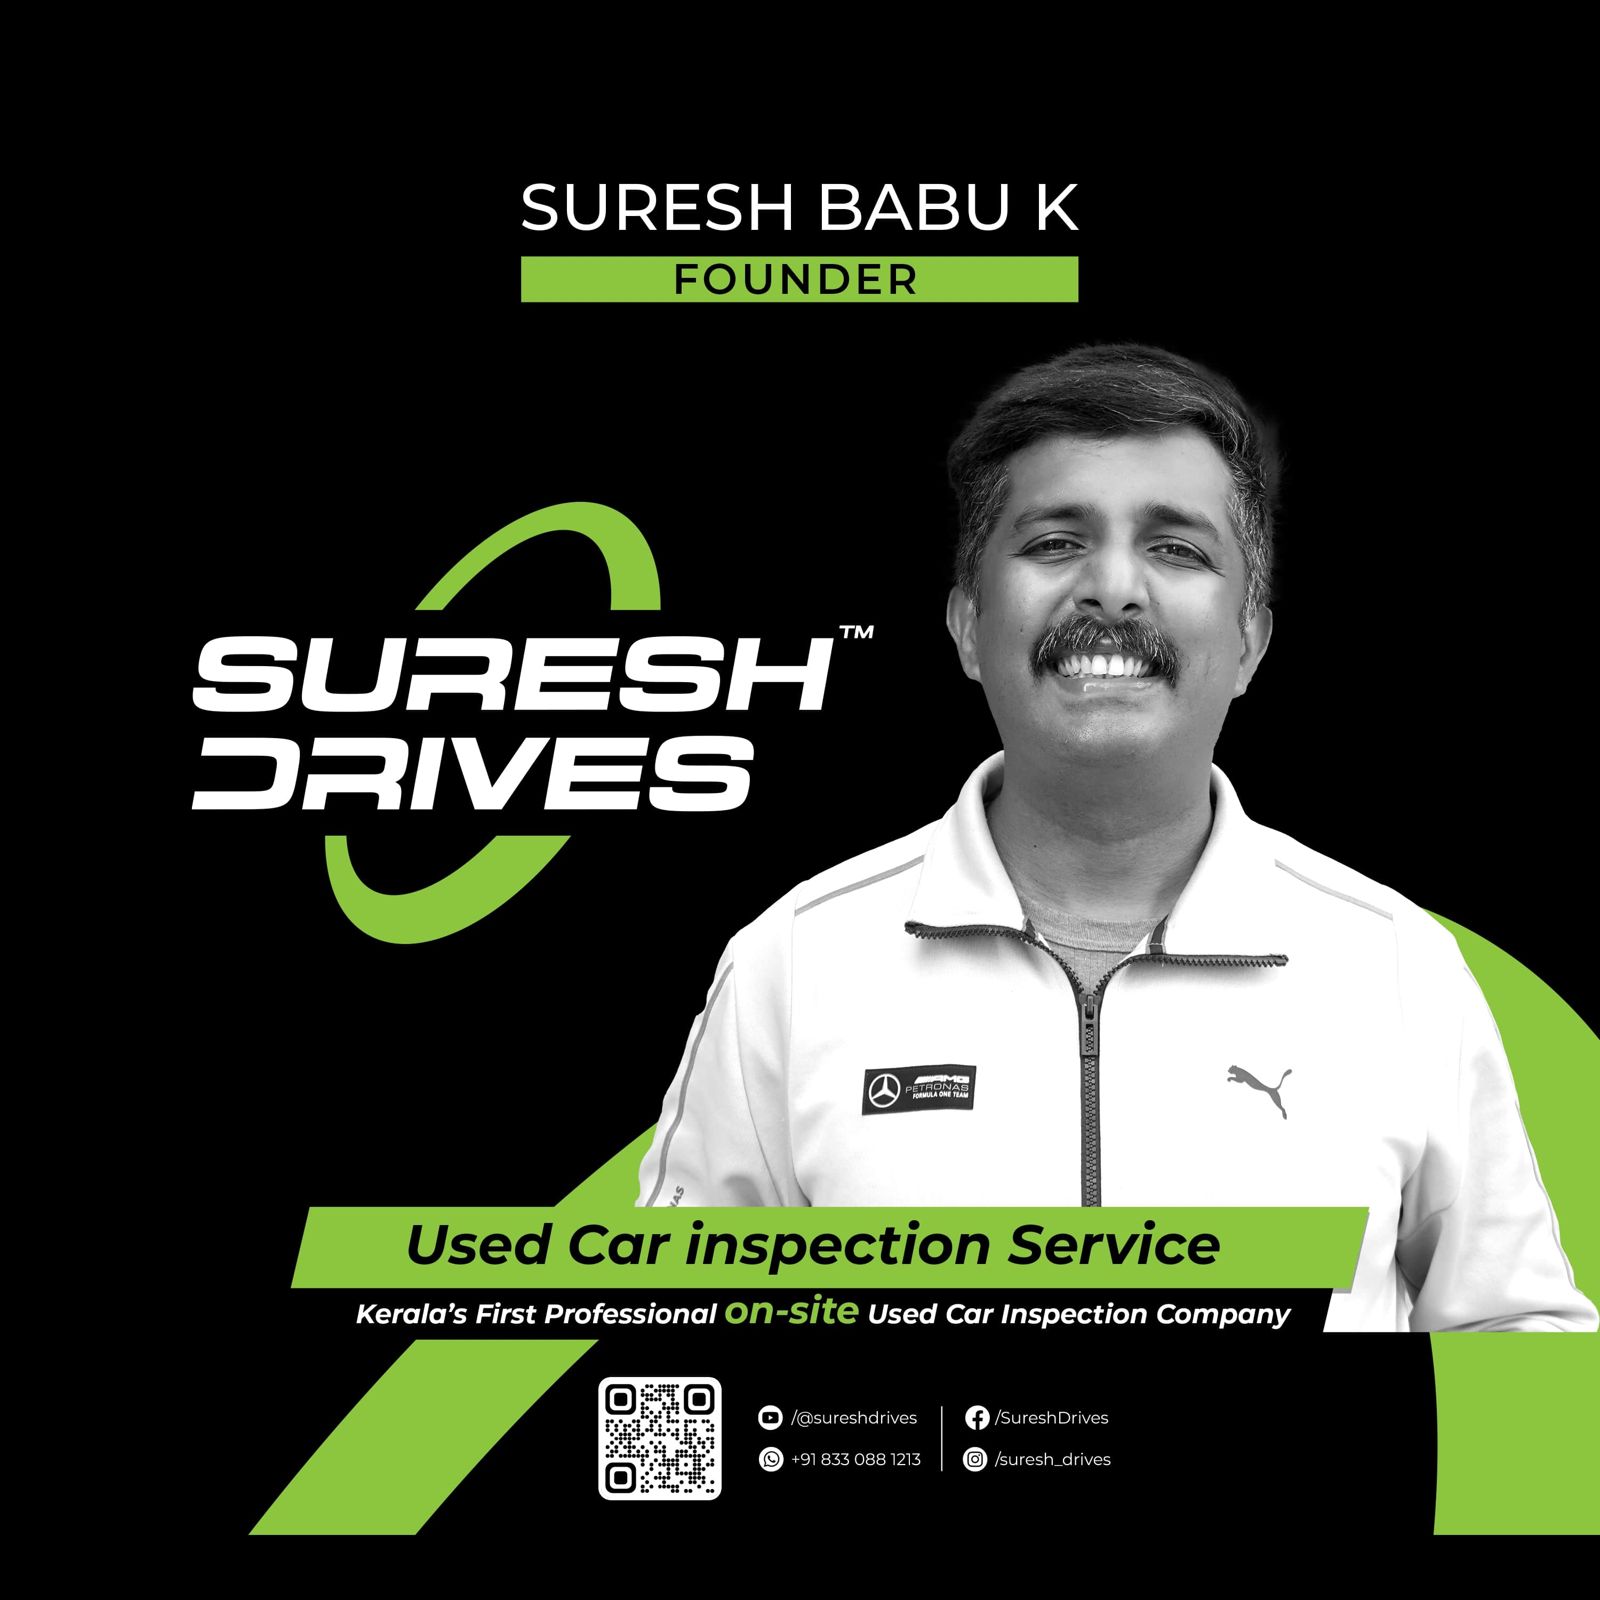 SURESH BABU K
FOUNDER
SURESH™
DRIVES
AMG
PETRONAS
FORMULA ONE TEAM
Used Car inspection Service
Kerala’s First Professional on-site Used Car Inspection Company
/@sureshdrives
/SureshDrives
+91 833 088 1213
/suresh_drives